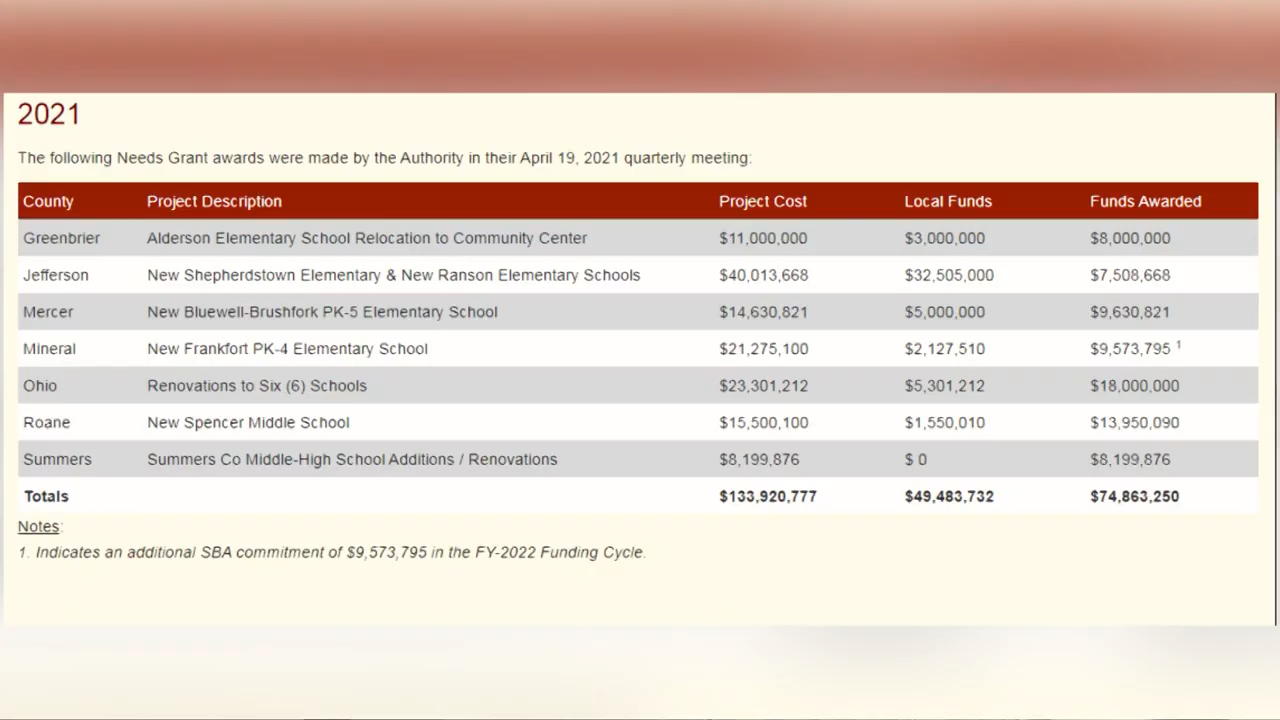 2021
The following Needs Grant awards were made by the Authority in their April 19, 2021 quarterly meeting:
County Project Description Project Cost Local Funds Funds Awarded
Greenbrier Alderson Elementary School Relocation to Community Center $11,000,000 $3,000,000 $8,000,000
Jefferson New Shepherdstown Elementary & New Ranson Elementary Schools $40,013,668 $32,505,000 $7,508,668
Mercer New Bluewell-Brushfork PK-5 Elementary School $14,630,821 $5,000,000 $9,630,821
Mineral New Frankfort PK-4 Elementary School $21,275,100 $2,127,510 $9,573,795 1
Ohio Renovations to Six (6) Schools $23,301,212 $5,301,212 $18,000,000
Roane New Spencer Middle School $15,500,100 $1,550,010 $13,950,090
Summers Summers Co Middle-High School Additions / Renovations $8,199,876 $ 0 $8,199,876
Totals $133,920,777 $49,483,732 $74,863,250
Notes:
1. Indicates an additional SBA commitment of $9,573,795 in the FY-2022 Funding Cycle.